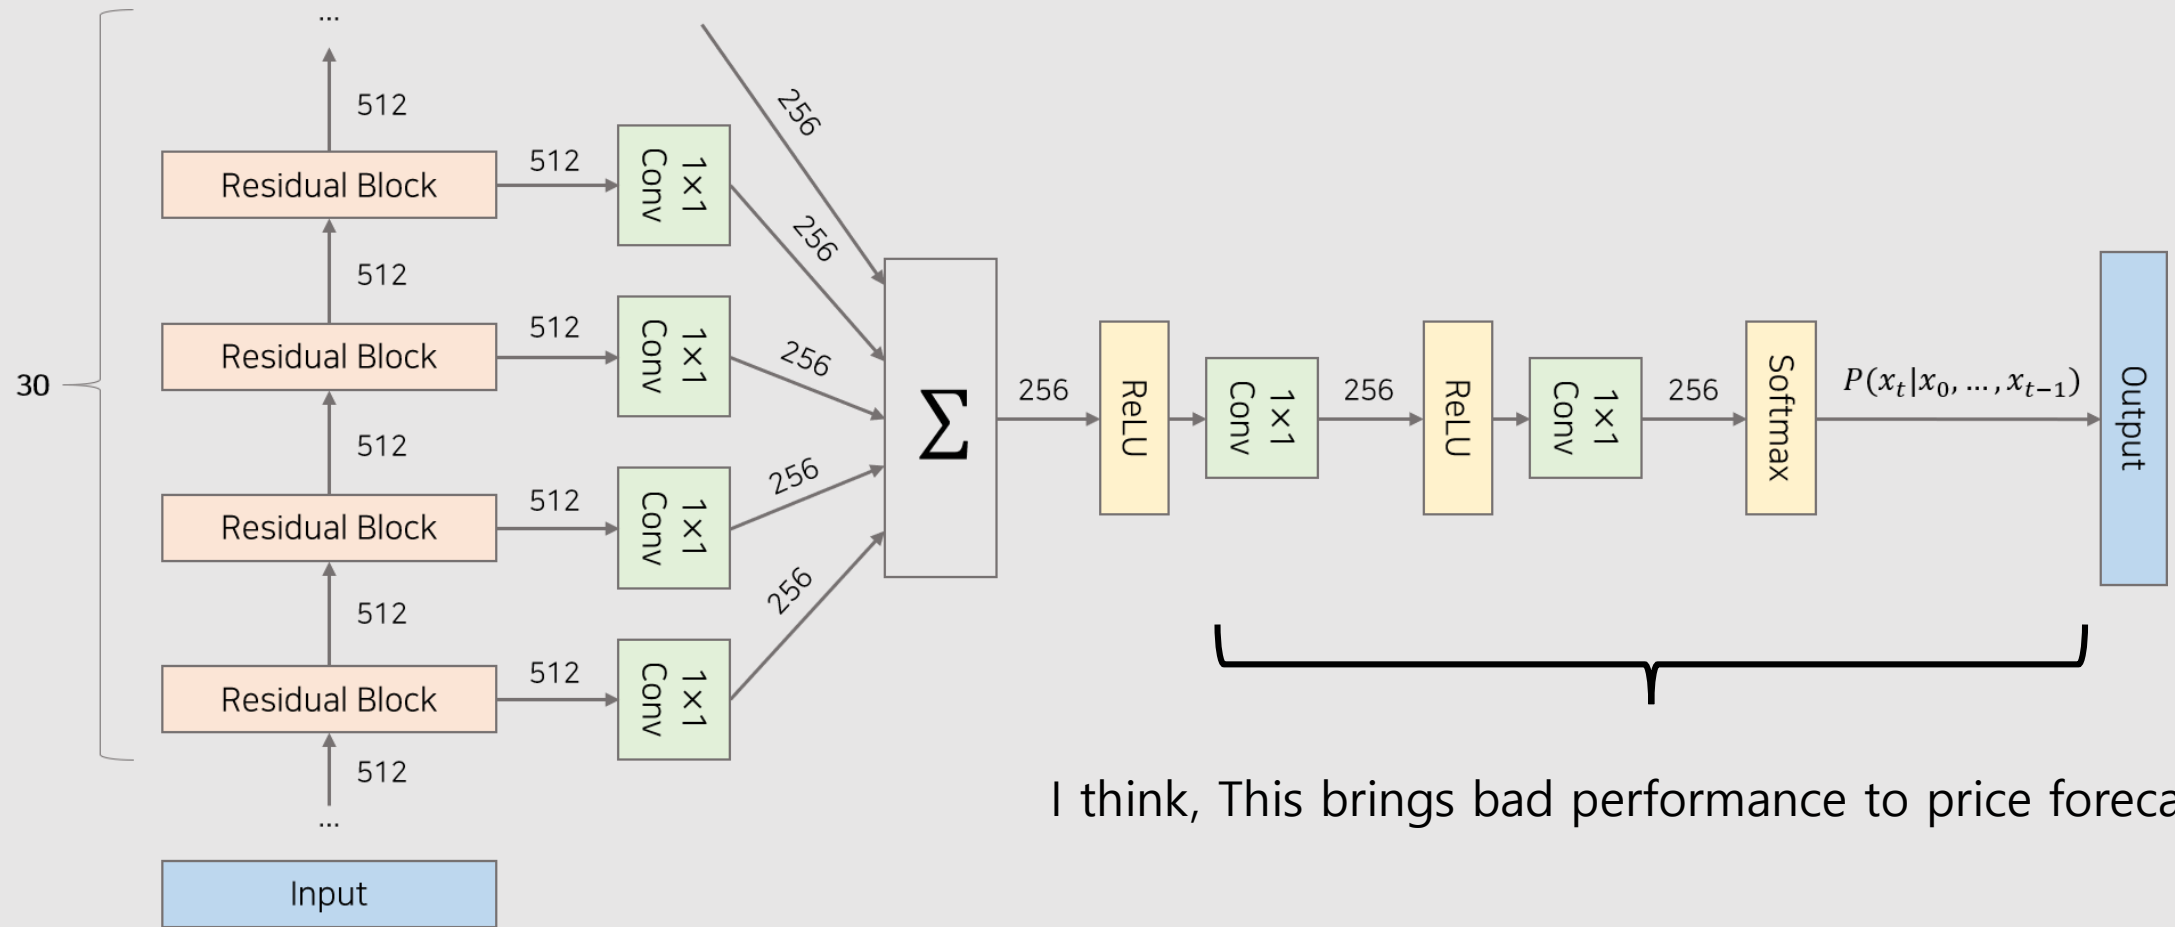 ...
512
Residual Block
512
1×1
Conv
256
512
256
Residual Block
512
1×1
Conv
256
30
512
Residual Block
512
1×1
Conv
256
512
Residual Block
512
1×1
Conv
256
512
...
Input
Σ
256
ReLU
1×1
Conv
256
ReLU
1×1
Conv
256
Softmax
P(xₜ|x₀, ..., xₜ₋₁)
Output
I think, This brings bad performance to price foreca